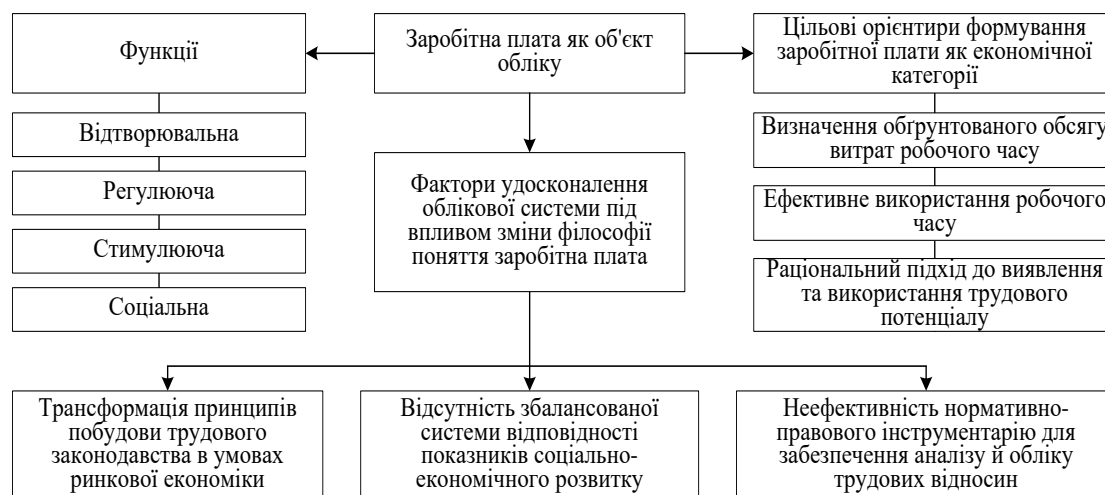 Функції
Заробітна плата як об'єкт
обліку
Цільові орієнтири формування
заробітної плати як економічної
категорії
Відтворювальна
Регулююча
Стимулююча
Соціальна
Фактори удосконалення
облікової системи під
впливом зміни філософії
поняття заробітна плата
Визначення обґрунтованого обсягу
витрат робочого часу
Ефективне використання робочого
часу
Раціональний підхід до виявлення
та використання трудового
потенціалу
Трансформація принципів
побудови трудового
законодавства в умовах
ринкової економіки
Відсутність збалансованої
системи відповідності
показників соціально-
економічного розвитку
Неефективність нормативно-
правового інструментарію для
забезпечення аналізу й обліку
трудових відносин